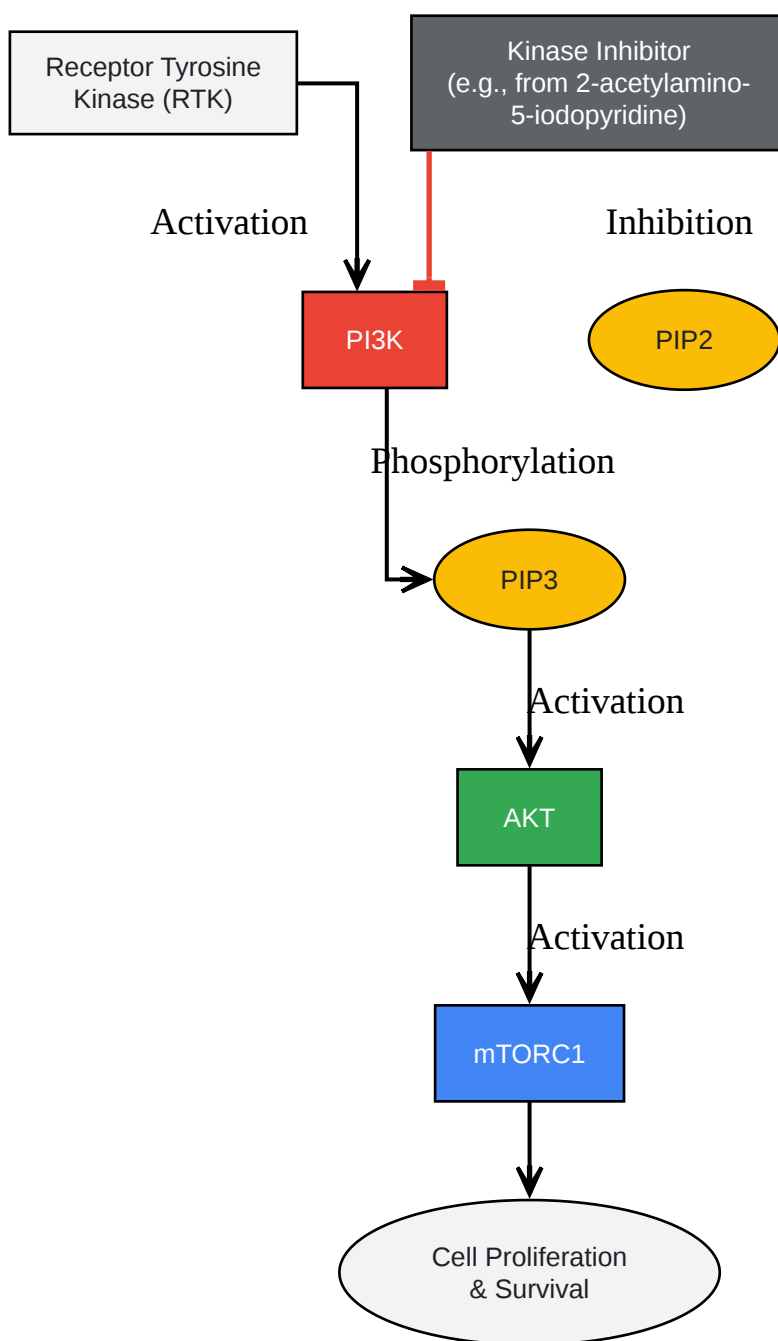 Receptor Tyrosine
Kinase (RTK)
Kinase Inhibitor
(e.g., from 2-acetylamino-
5-iodopyridine)
Activation
Inhibition
PI3K
PIP2
Phosphorylation
PIP3
Activation
AKT
Activation
mTORC1
Cell Proliferation
& Survival